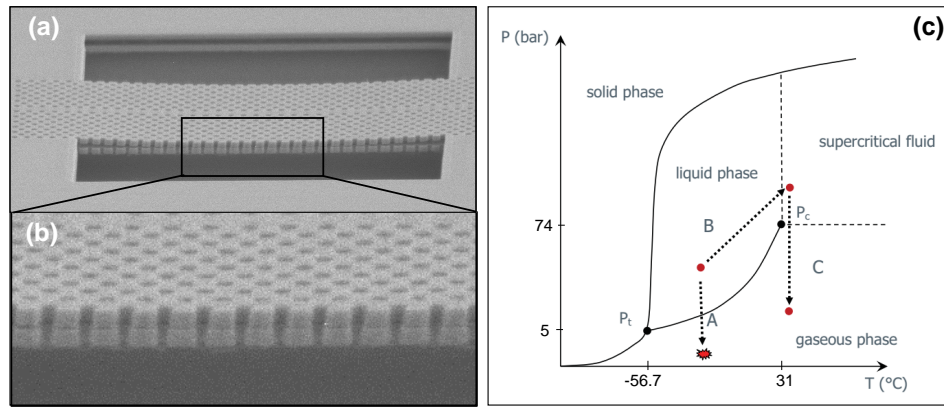 (a)
(b)
(c)
P (bar)
solid phase
supercritical fluid
liquid phase
74
B
Pc
C
Pt
A
5
gaseous phase
-56.7
31
T (°C)